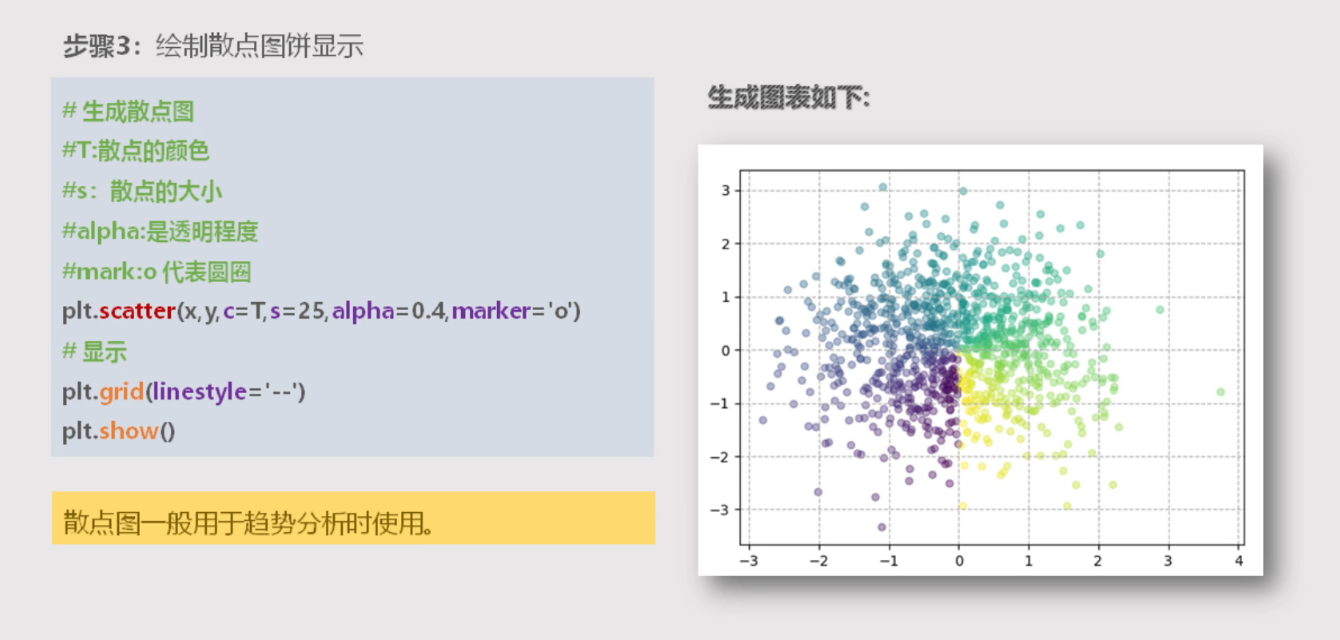 步骤3：绘制散点图饼显示
# 生成散点图
#T:散点的颜色
#s：散点的大小
#alpha:是透明程度
#mark:o 代表圆圈
plt.scatter(x,y,c=T,s=25,alpha=0.4,marker='o')
# 显示
plt.grid(linestyle='--')
plt.show()
散点图一般用于趋势分析时使用。
生成图表如下:
3
2
1
0
−1
−2
−3
−3 −2 −1 0 1 2 3 4